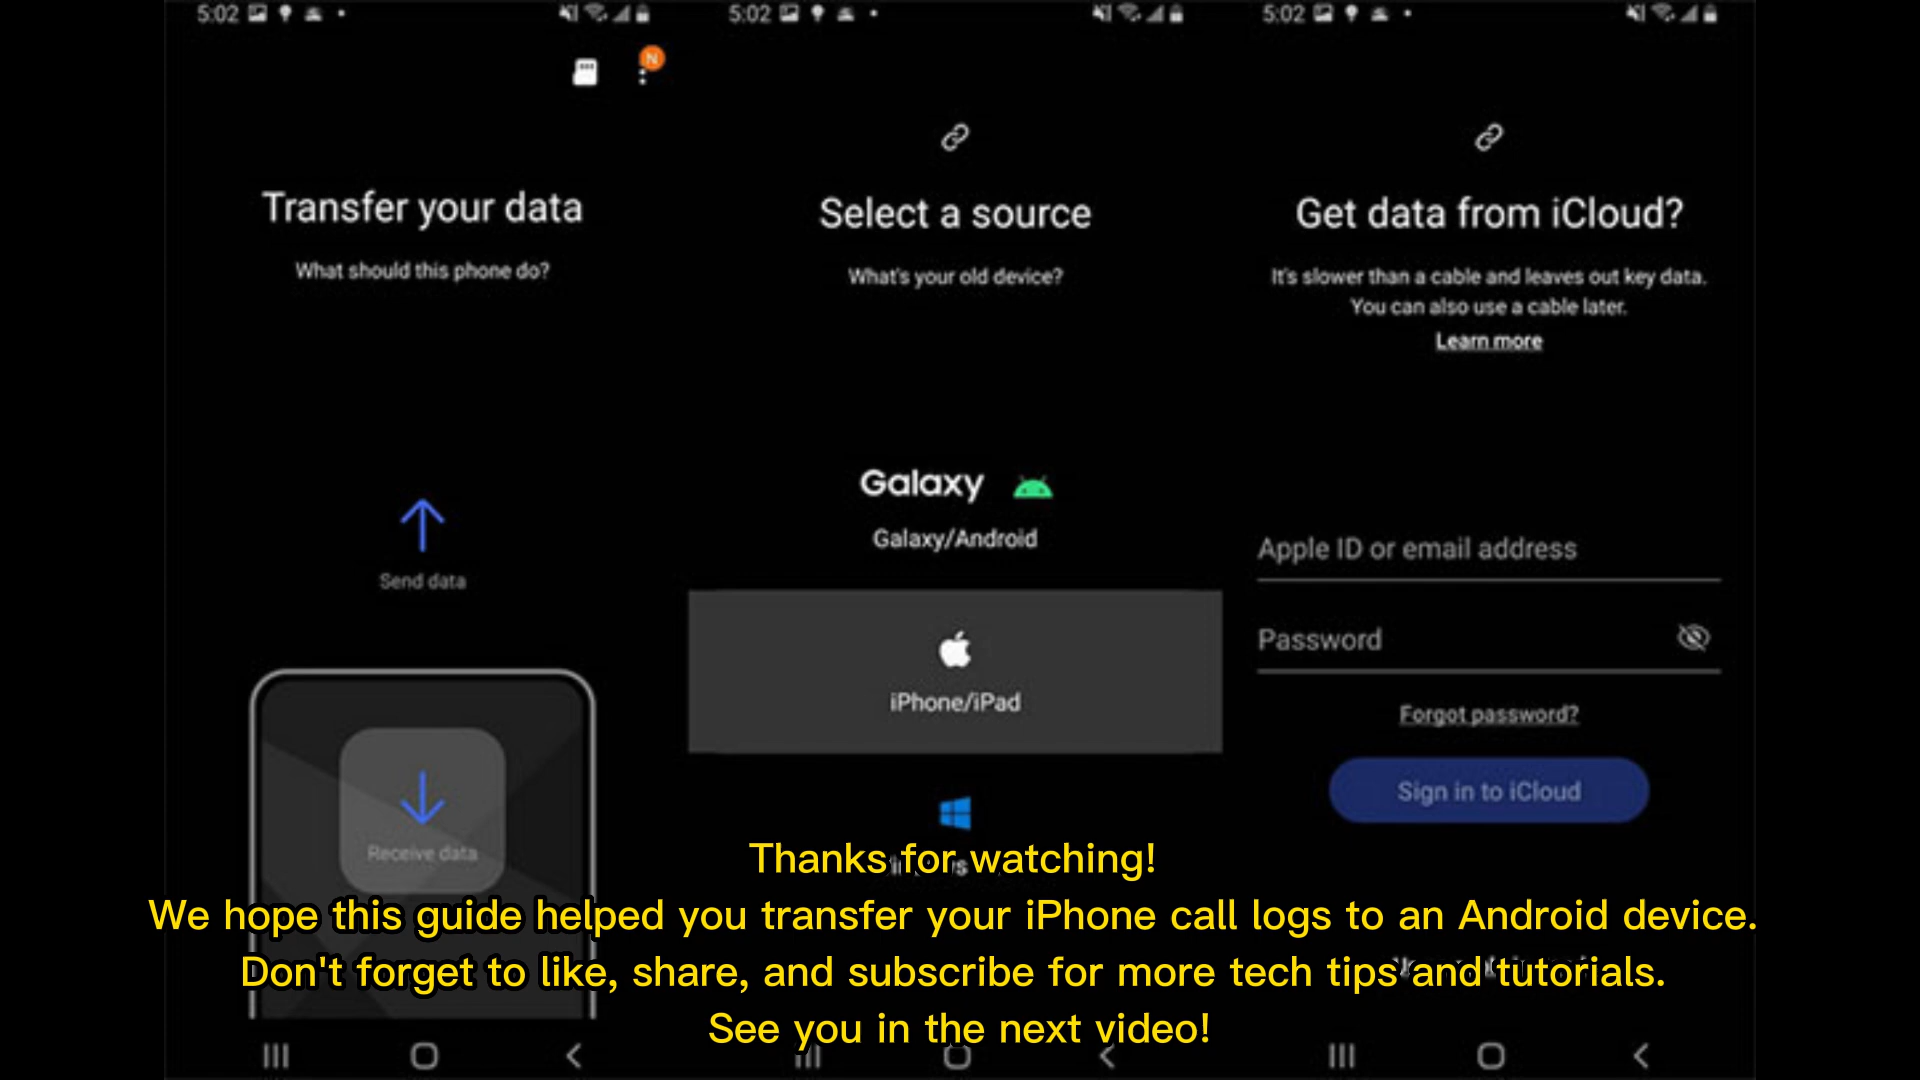 5:02
N
Transfer your data
What should this phone do?
Send data
Receive data
5:02
Select a source
What's your old device?
Galaxy
Galaxy/Android
iPhone/iPad
5:02
Get data from iCloud?
It's slower than a cable and leaves out key data.
You can also use a cable later.
Learn more
Apple ID or email address
Password
Forgot password?
Sign in to iCloud
Thanks for watching!
We hope this guide helped you transfer your iPhone call logs to an Android device.
Don't forget to like, share, and subscribe for more tech tips and tutorials.
See you in the next video!